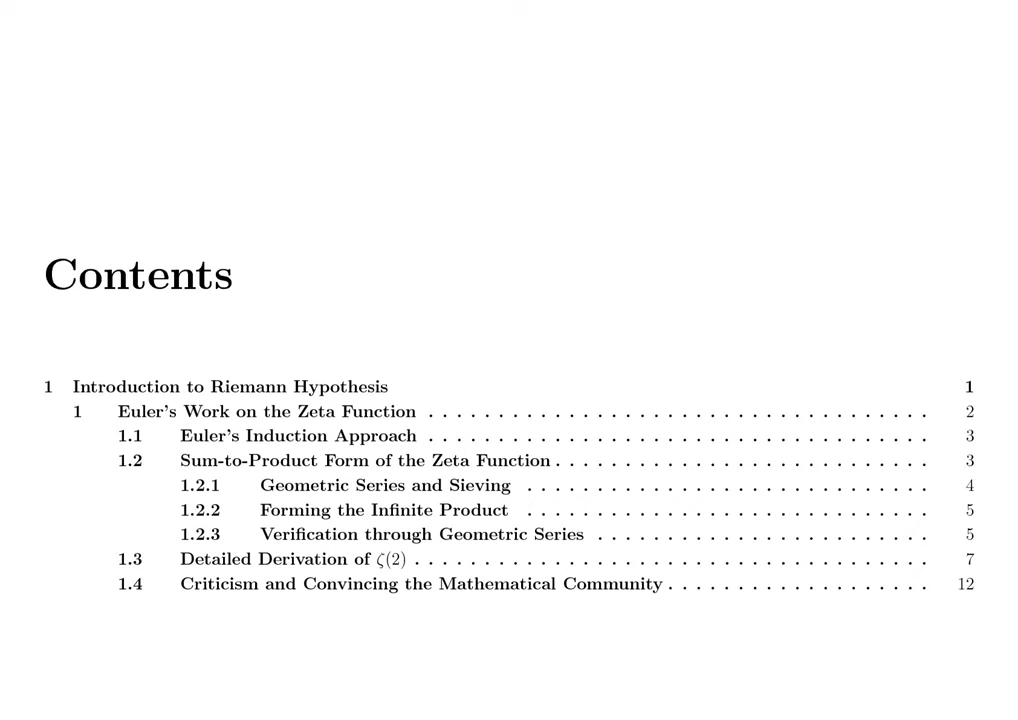 Contents
1 Introduction to Riemann Hypothesis 1
1 Euler's Work on the Zeta Function . . . . . . . . . . . . . . . . . . . . . . . . . . . . . . . . . . . . 2
1.1 Euler's Induction Approach . . . . . . . . . . . . . . . . . . . . . . . . . . . . . . . . . . . . 3
1.2 Sum-to-Product Form of the Zeta Function . . . . . . . . . . . . . . . . . . . . . . . . . . . 3
1.2.1 Geometric Series and Sieving . . . . . . . . . . . . . . . . . . . . . . . . . . . . . 4
1.2.2 Forming the Infinite Product . . . . . . . . . . . . . . . . . . . . . . . . . . . . . 5
1.2.3 Verification through Geometric Series . . . . . . . . . . . . . . . . . . . . . . . . 5
1.3 Detailed Derivation of ζ(2) . . . . . . . . . . . . . . . . . . . . . . . . . . . . . . . . . . . . . 7
1.4 Criticism and Convincing the Mathematical Community . . . . . . . . . . . . . . . . . . . 12